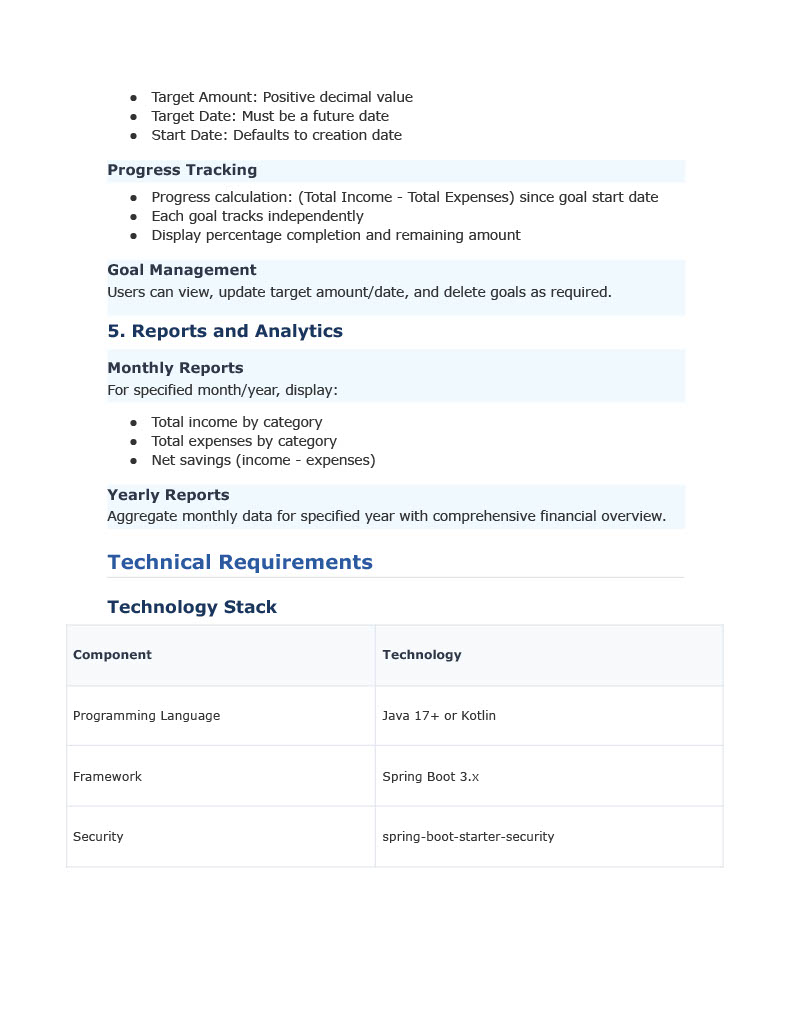 ● Target Amount: Positive decimal value
● Target Date: Must be a future date
● Start Date: Defaults to creation date
Progress Tracking
● Progress calculation: (Total Income - Total Expenses) since goal start date
● Each goal tracks independently
● Display percentage completion and remaining amount
Goal Management
Users can view, update target amount/date, and delete goals as required.
5. Reports and Analytics
Monthly Reports
For specified month/year, display:
● Total income by category
● Total expenses by category
● Net savings (income - expenses)
Yearly Reports
Aggregate monthly data for specified year with comprehensive financial overview.
Technical Requirements
Technology Stack
Component Technology
Programming Language Java 17+ or Kotlin
Framework Spring Boot 3.x
Security spring-boot-starter-security